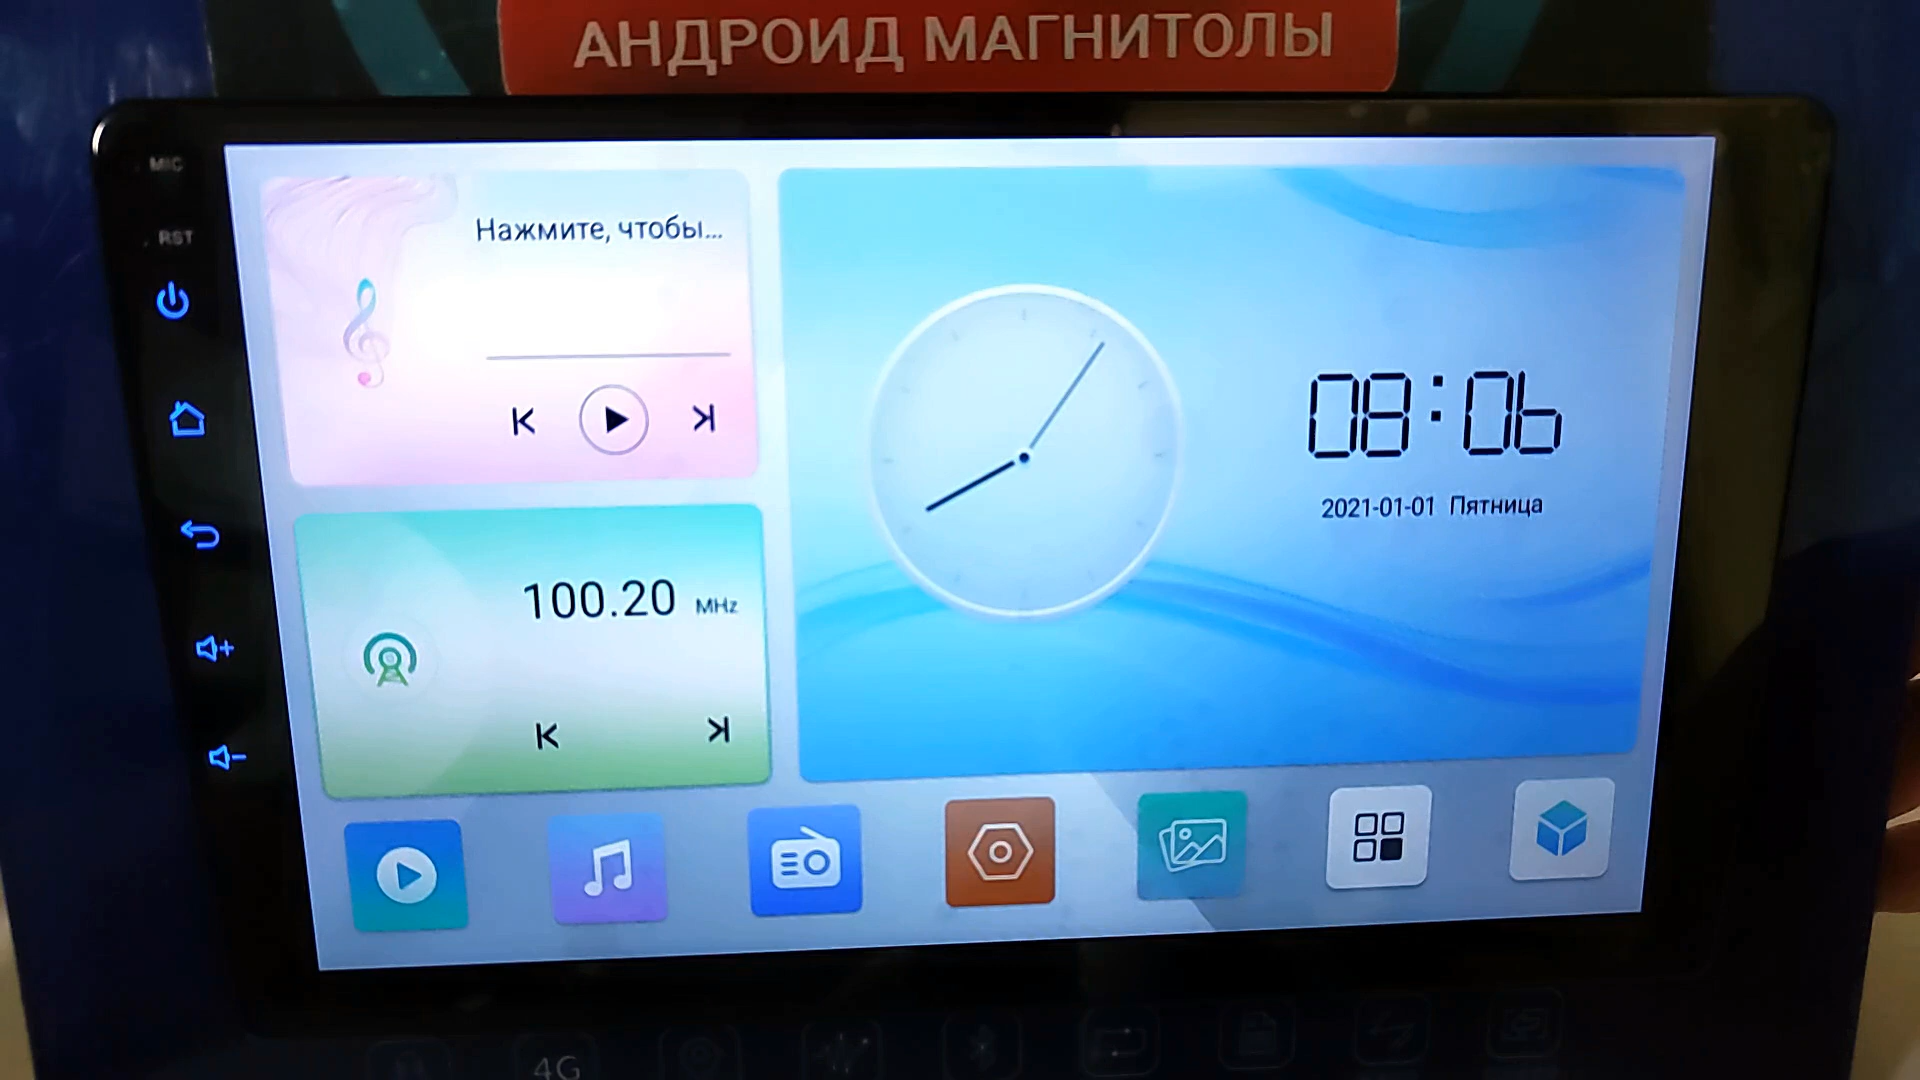 АНДРОИД МАГНИТОЛЫ
MIC
RST
Нажмите, чтобы...
08:06
2021-01-01 Пятница
100.20 MHz
4G